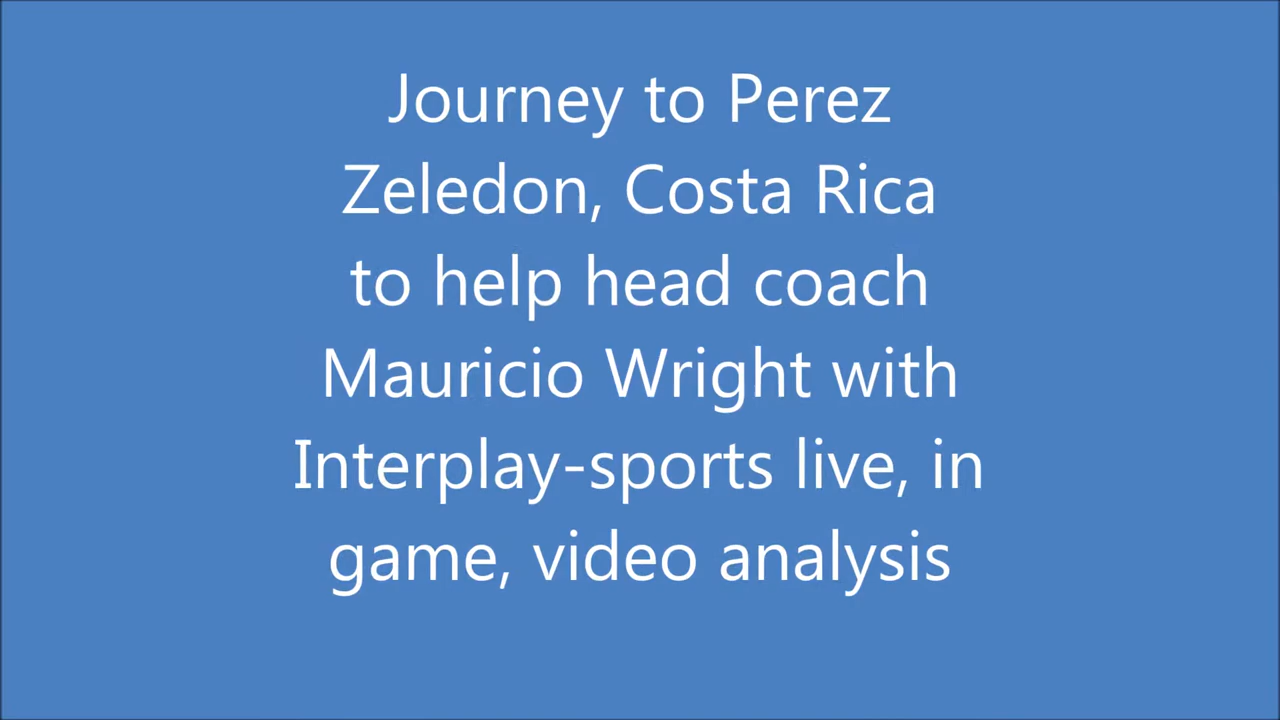 Journey to Perez
Zeledon, Costa Rica
to help head coach
Mauricio Wright with
Interplay-sports live, in
game, video analysis